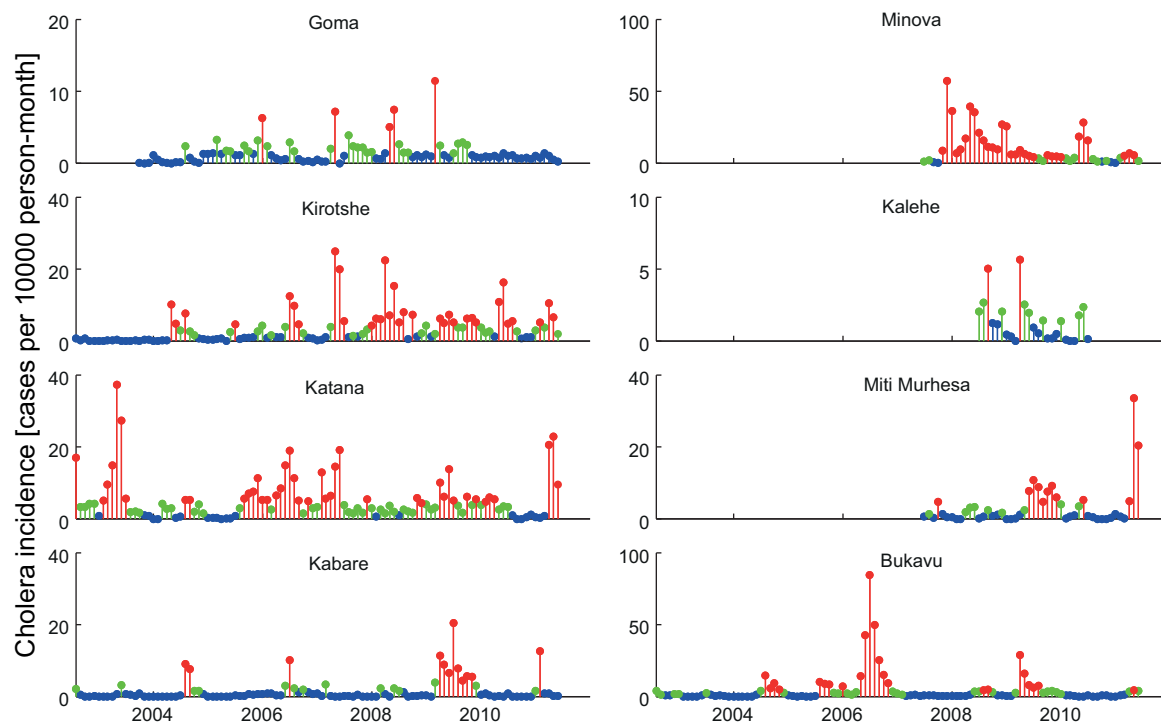 Cholera incidence [cases per 10000 person-month]
Goma
20
10
0
Minova
100
50
0
Kirotshe
40
20
0
Kalehe
10
5
0
Katana
40
20
0
Miti Murhesa
40
20
0
Kabare
40
20
0
2004 2006 2008 2010
Bukavu
100
50
0
2004 2006 2008 2010